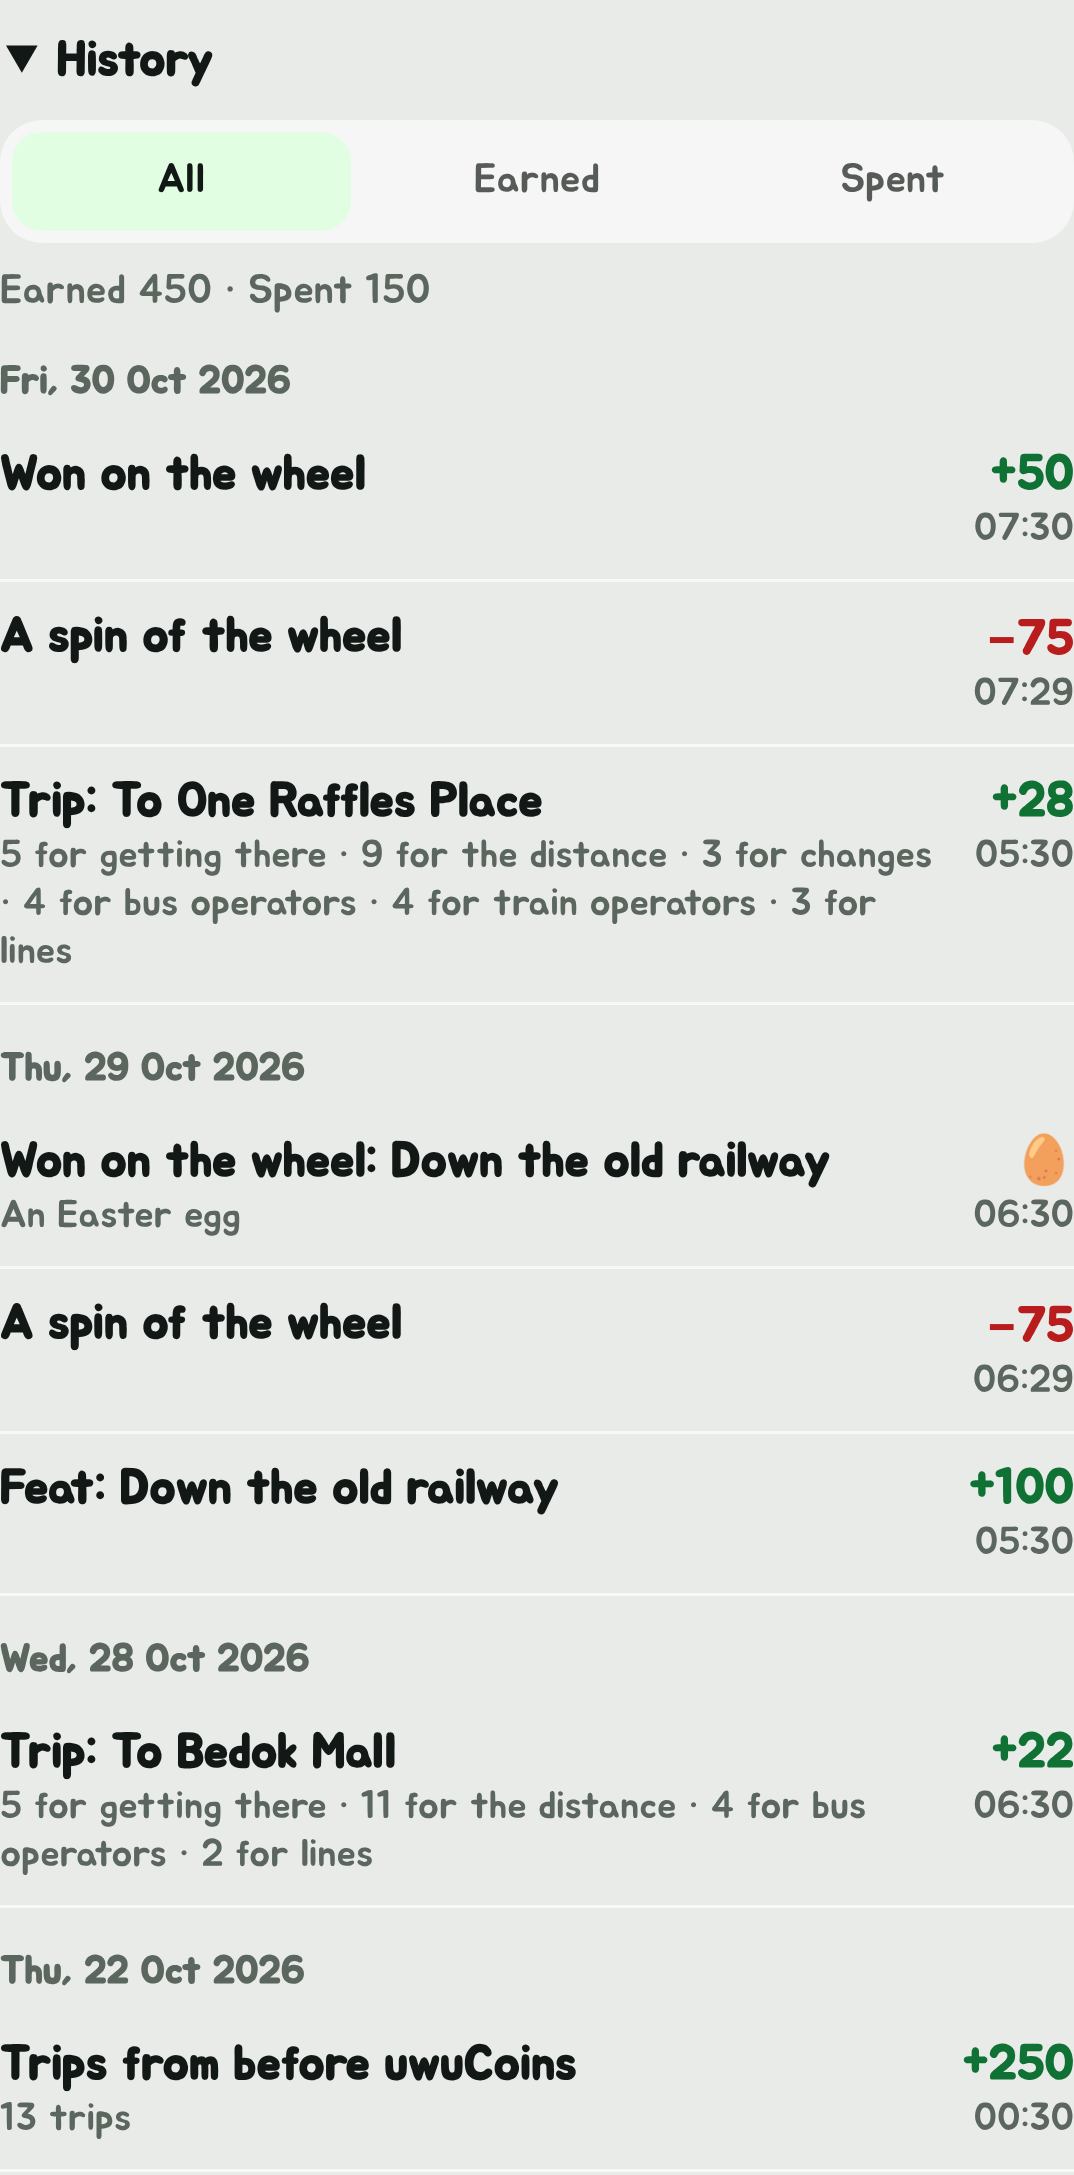 ▼ History
All Earned Spent
Earned 450 · Spent 150
Fri, 30 Oct 2026
Won on the wheel +50
07:30
A spin of the wheel –75
07:29
Trip: To One Raffles Place +28
5 for getting there · 9 for the distance · 3 for changes 05:30
· 4 for bus operators · 4 for train operators · 3 for
lines
Thu, 29 Oct 2026
Won on the wheel: Down the old railway
An Easter egg 06:30
A spin of the wheel –75
06:29
Feat: Down the old railway +100
05:30
Wed, 28 Oct 2026
Trip: To Bedok Mall +22
5 for getting there · 11 for the distance · 4 for bus 06:30
operators · 2 for lines
Thu, 22 Oct 2026
Trips from before uwuCoins +250
13 trips 00:30